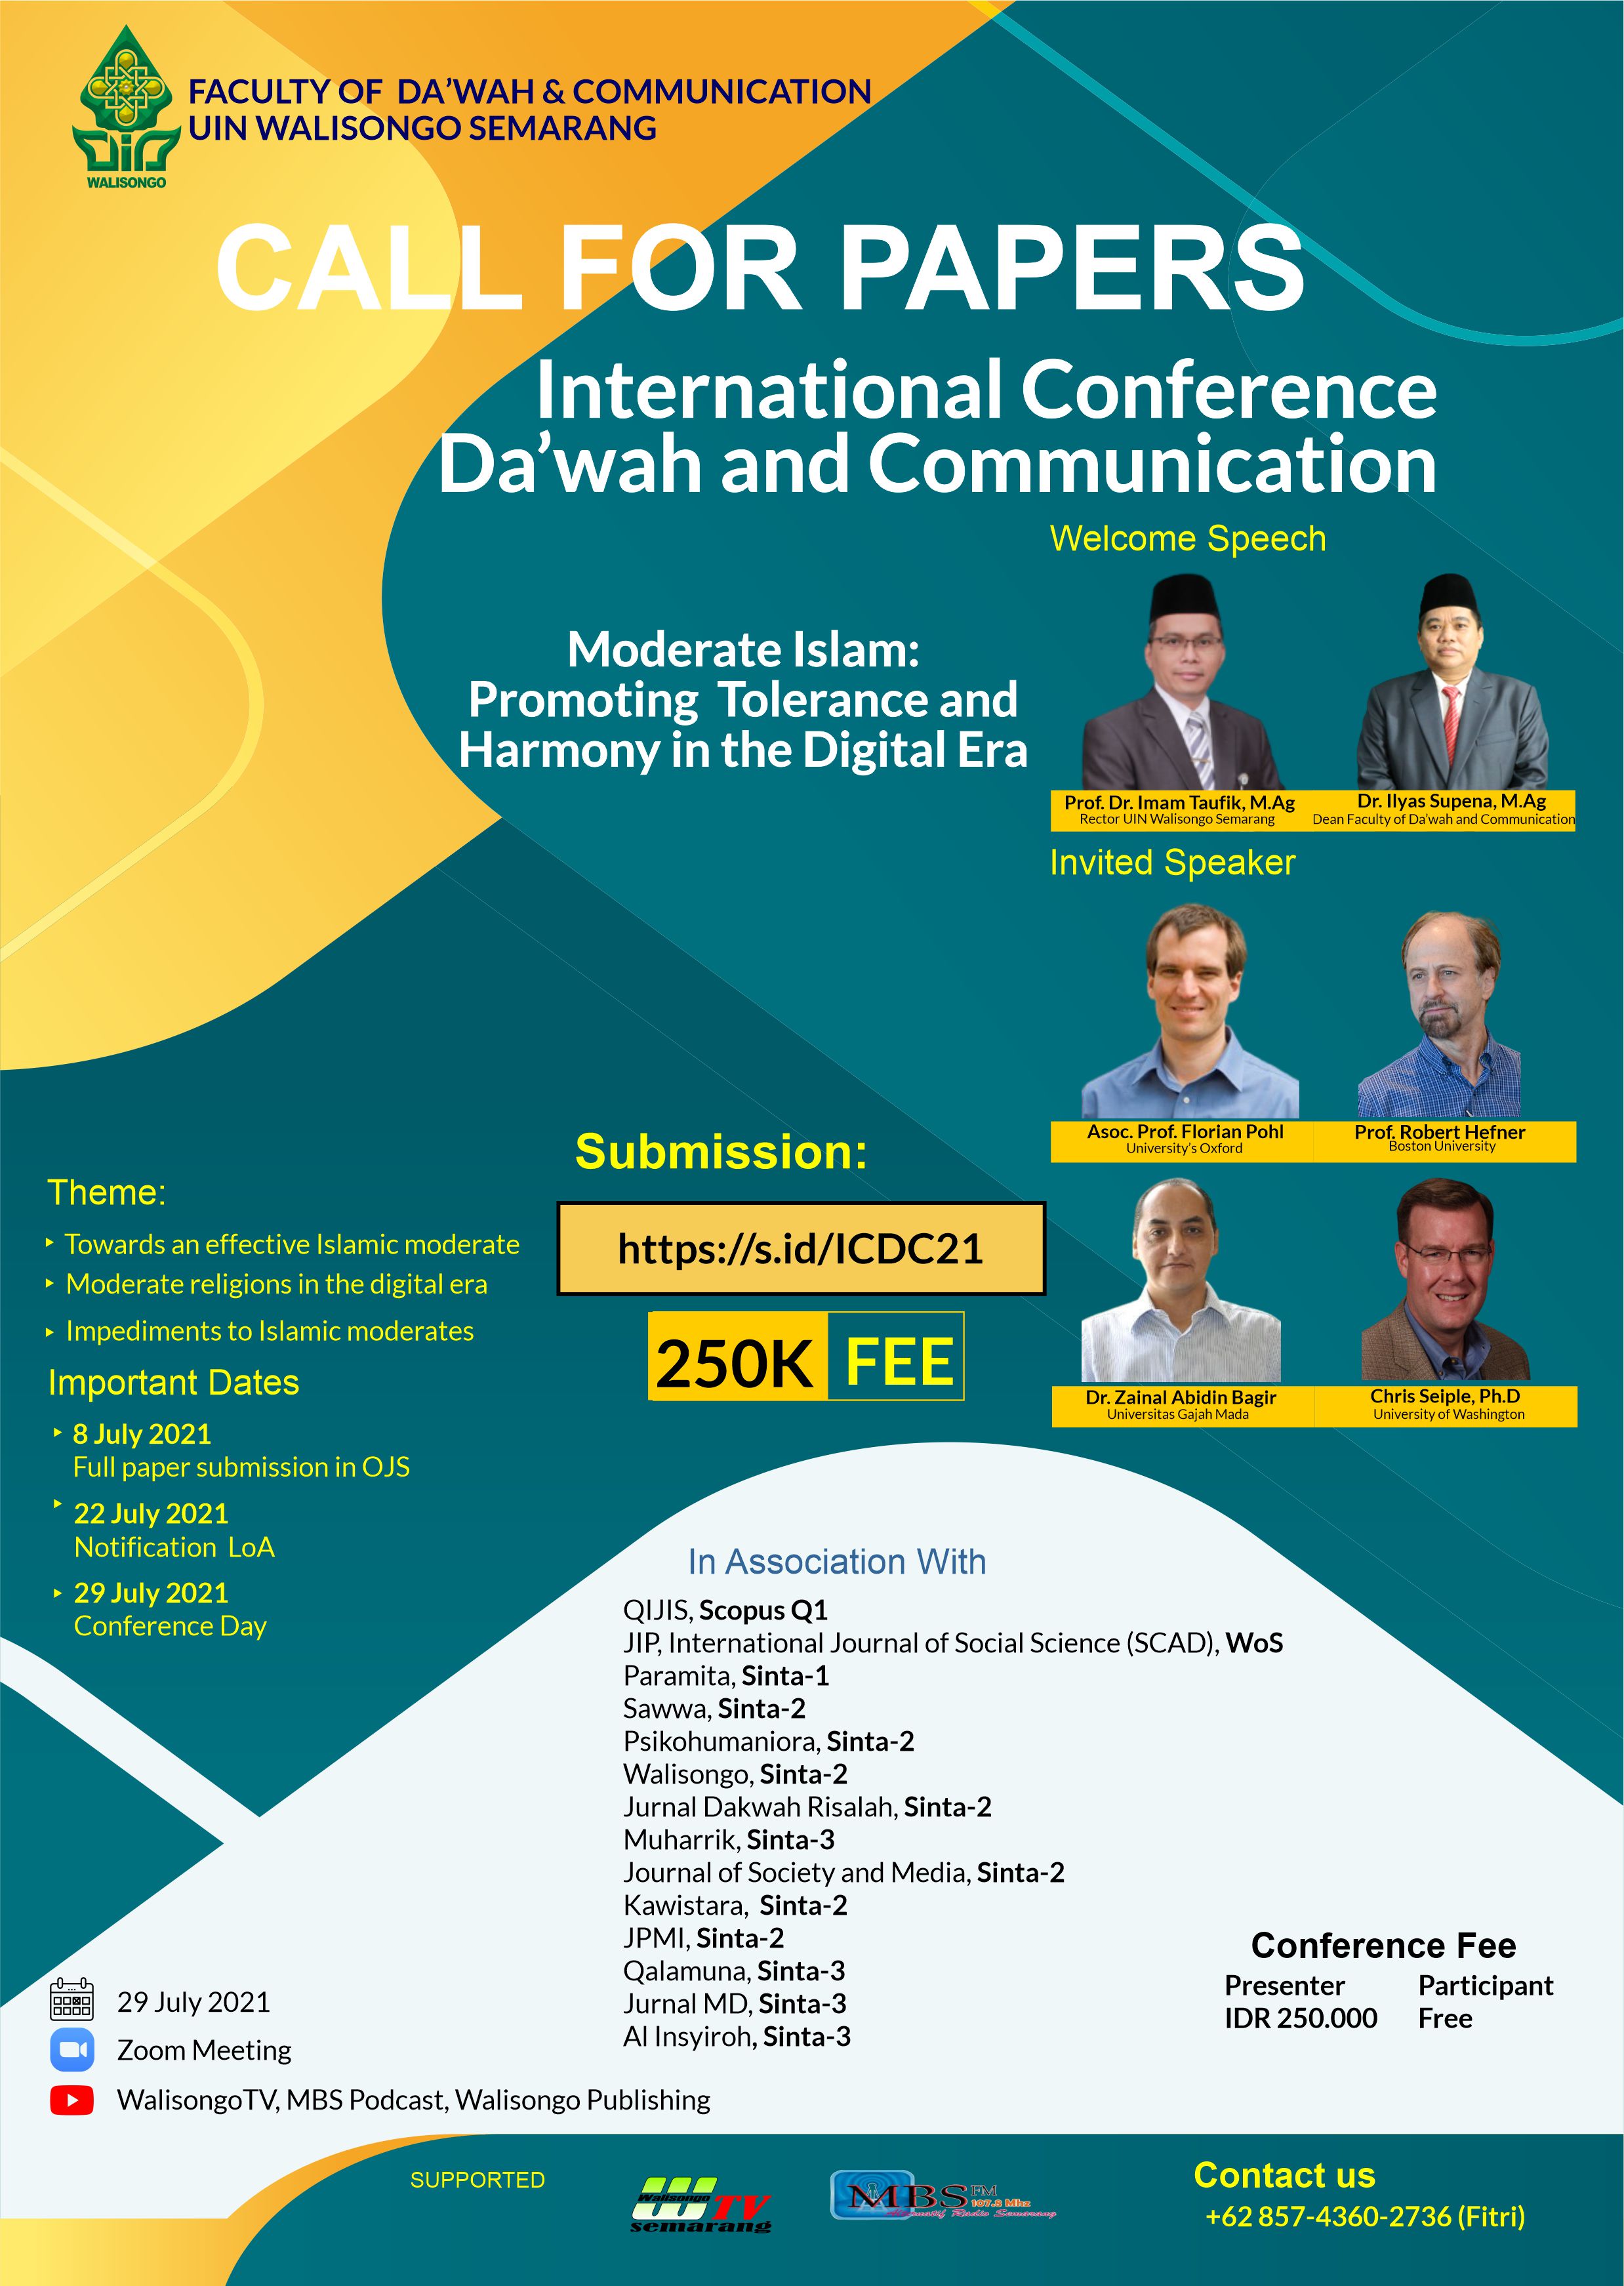 FACULTY OF DA'WAH & COMMUNICATION
UIN WALISONGO SEMARANG
WALISONGO
CALL FOR PAPERS
International Conference
Da'wah and Communication
Welcome Speech
Moderate Islam:
Promoting Tolerance and
Harmony in the Digital Era
Prof. Dr. Imam Taufik, M.Ag
Rector UIN Walisongo Semarang
Dr. Ilyas Supena, M.Ag
Dean Faculty of Da'wah and Communication
Invited Speaker
Asoc. Prof. Florian Pohl
University's Oxford
Prof. Robert Hefner
Boston University
Dr. Zainal Abidin Bagir
Universitas Gajah Mada
Chris Seiple, Ph.D
University of Washington
Submission:
https://s.id/ICDC21
250K FEE
Theme:
Towards an effective Islamic moderate
Moderate religions in the digital era
Impediments to Islamic moderates
Important Dates
8 July 2021
Full paper submission in OJS
22 July 2021
Notification LoA
29 July 2021
Conference Day
In Association With
QIJIS, Scopus Q1
JIP, International Journal of Social Science (SCAD), WoS
Paramita, Sinta-1
Sawwa, Sinta-2
Psikohumaniora, Sinta-2
Walisongo, Sinta-2
Jurnal Dakwah Risalah, Sinta-2
Muharrik, Sinta-3
Journal of Society and Media, Sinta-2
Kawistara, Sinta-2
JPMI, Sinta-2
Qalamuna, Sinta-3
Jurnal MD, Sinta-3
Al Insyiroh, Sinta-3
Conference Fee
Presenter Participant
IDR 250.000 Free
29 July 2021
Zoom Meeting
WalisongoTV, MBS Podcast, Walisongo Publishing
SUPPORTED
Walisongo
TV
semarang
MBS FM
107.8 Mhz
Radio Semarang
Contact us
+62 857-4360-2736 (Fitri)